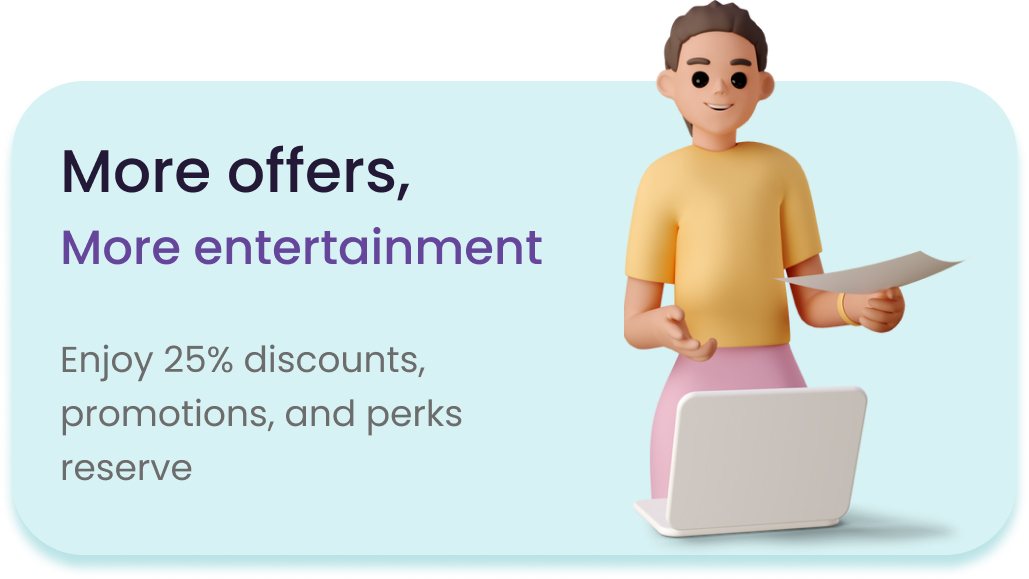 More offers,
More entertainment
Enjoy 25% discounts,
promotions, and perks
reserve